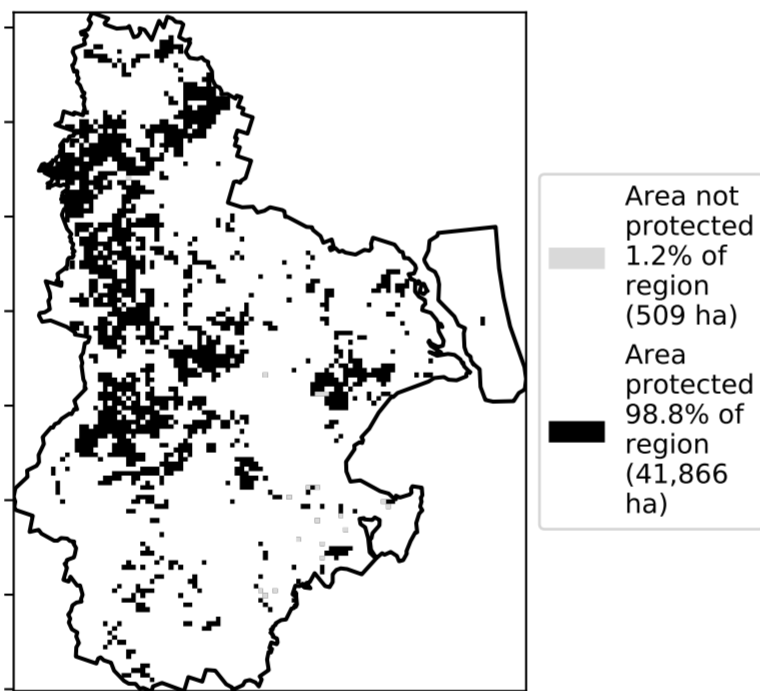 Area not
protected
1.2% of
region
(509 ha)
Area
protected
98.8% of
region
(41,866
ha)